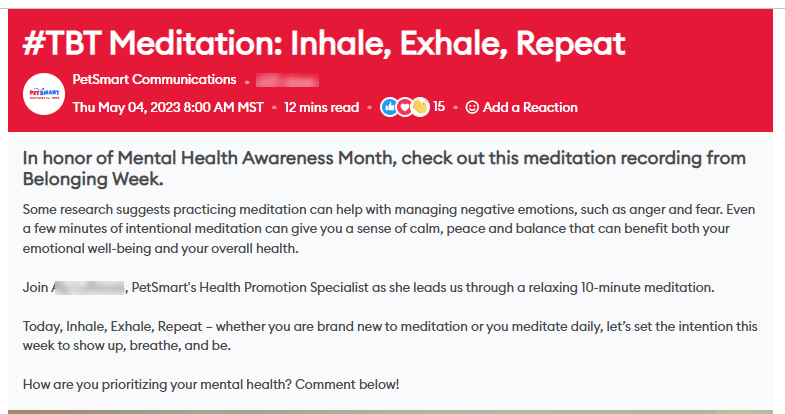 #TBT Meditation: Inhale, Exhale, Repeat
PetSmart Communications •
PETSMART
Thu May 04, 2023 8:00 AM MST • 12 mins read • 15 • Add a Reaction
In honor of Mental Health Awareness Month, check out this meditation recording from
Belonging Week.
Some research suggests practicing meditation can help with managing negative emotions, such as anger and fear. Even
a few minutes of intentional meditation can give you a sense of calm, peace and balance that can benefit both your
emotional well-being and your overall health.
Join , PetSmart's Health Promotion Specialist as she leads us through a relaxing 10-minute meditation.
Today, Inhale, Exhale, Repeat – whether you are brand new to meditation or you meditate daily, let's set the intention this
week to show up, breathe, and be.
How are you prioritizing your mental health? Comment below!